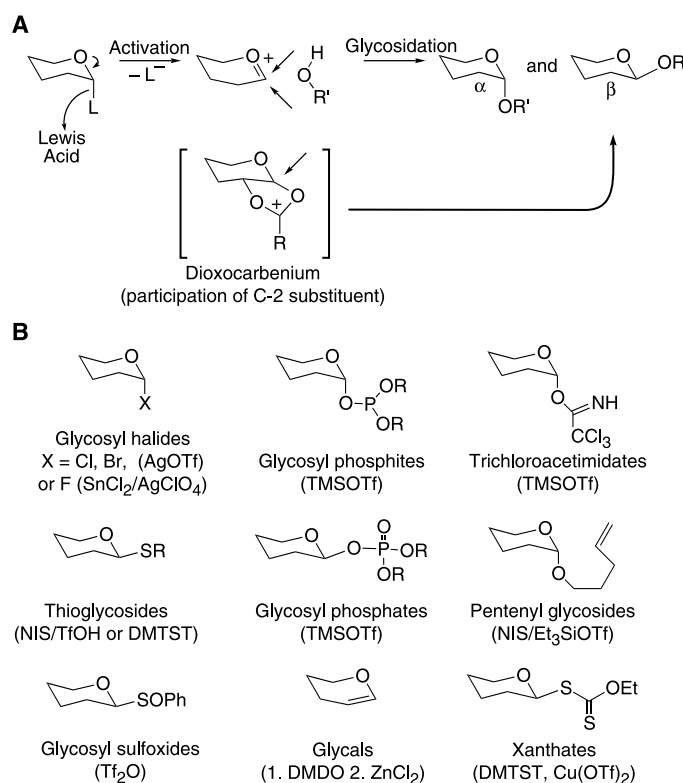 A
Activation
– L⁻
Glycosidation
O
L
Lewis
Acid
O
+
H
O
R'
O
α
OR'
and
O
β
OR
O
O
O
+
R
Dioxocarbenium
(participation of C-2 substituent)
B
O
X
Glycosyl halides
X = Cl, Br, (AgOTf)
or F (SnCl₂/AgClO₄)
O
O
P
OR
OR
Glycosyl phosphites
(TMSOTf)
O
O
NH
CCl₃
Trichloroacetimidates
(TMSOTf)
O
SR
Thioglycosides
(NIS/TfOH or DMTST)
O
O
P
O
OR
OR
Glycosyl phosphates
(TMSOTf)
O
O
Pentenyl glycosides
(NIS/Et₃SiOTf)
O
SOPh
Glycosyl sulfoxides
(Tf₂O)
O
Glycals
(1. DMDO 2. ZnCl₂)
O
S
OEt
S
Xanthates
(DMTST, Cu(OTf)₂)